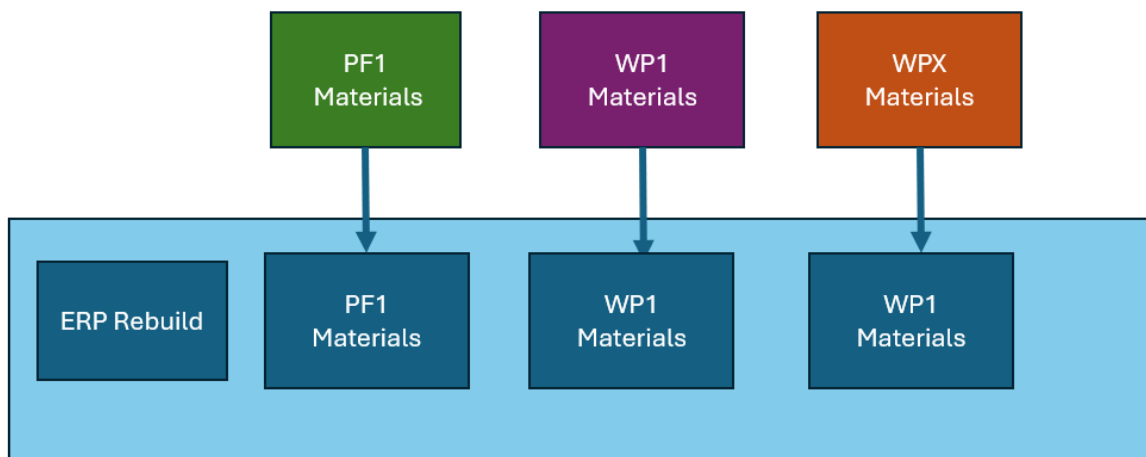 PF1
Materials
WP1
Materials
WPX
Materials
ERP Rebuild
PF1
Materials
WP1
Materials
WP1
Materials